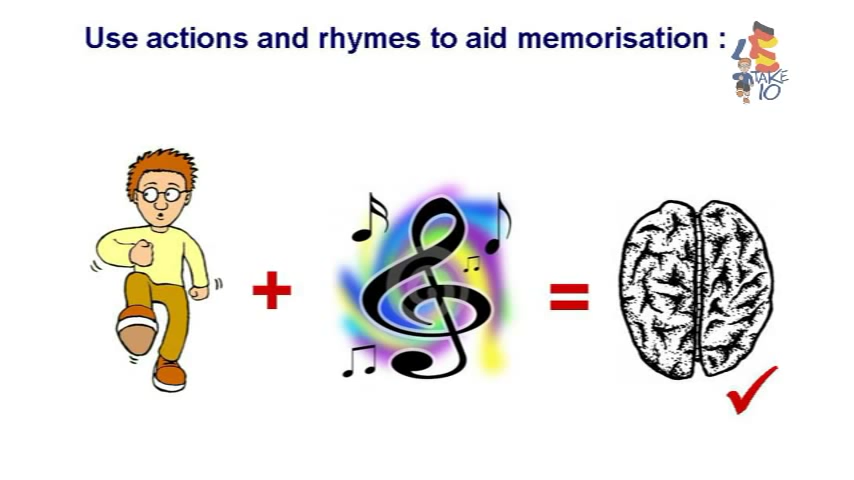 Use actions and rhymes to aid memorisation :
TAKE
10
+
=